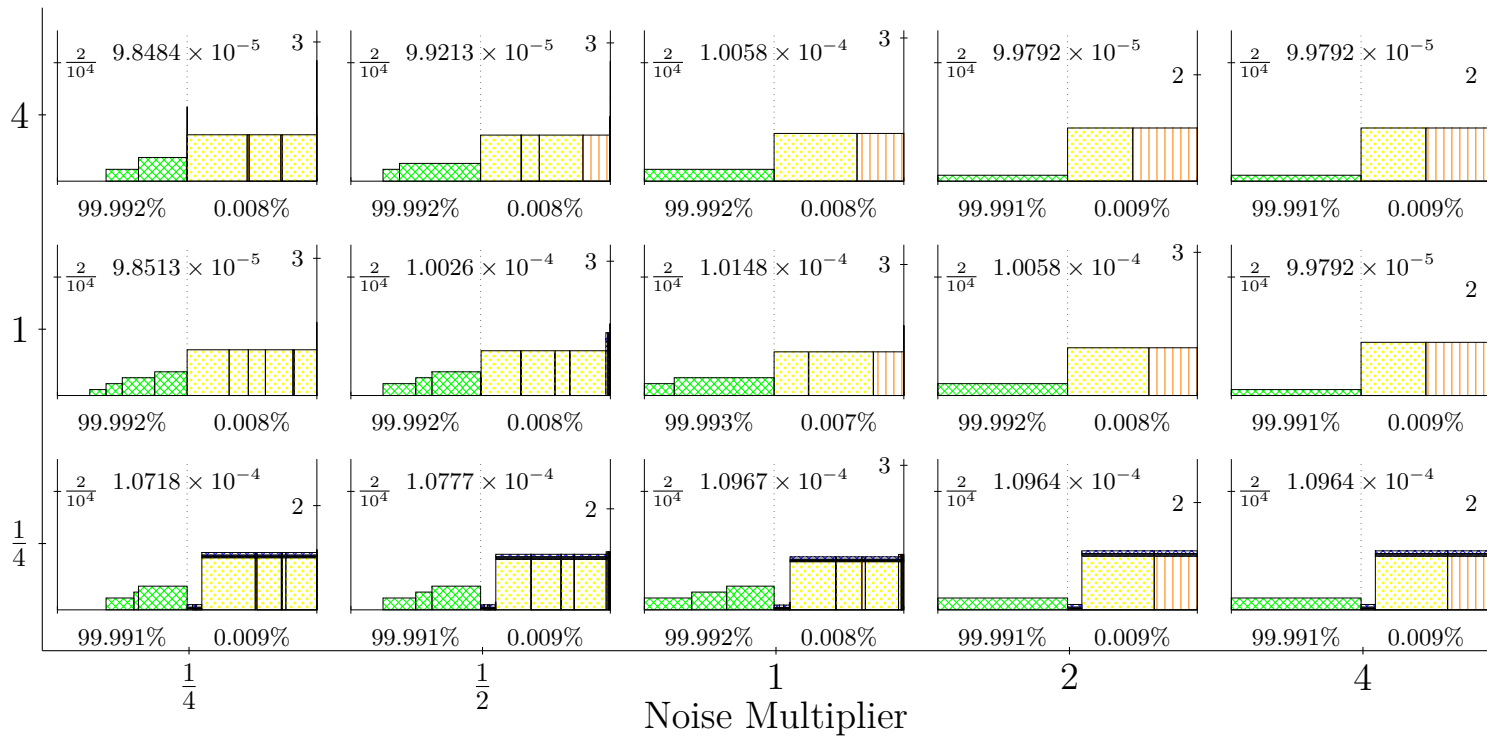 2/10^4 9.8484 × 10^−5 3 2/10^4 9.9213 × 10^−5 3 2/10^4 1.0058 × 10^−4 3 2/10^4 9.9792 × 10^−5 2 2/10^4 9.9792 × 10^−5 2
4
99.992% 0.008% 99.992% 0.008% 99.992% 0.008% 99.991% 0.009% 99.991% 0.009%
2/10^4 9.8513 × 10^−5 3 2/10^4 1.0026 × 10^−4 3 2/10^4 1.0148 × 10^−4 3 2/10^4 1.0058 × 10^−4 3 2/10^4 9.9792 × 10^−5 2
1
99.992% 0.008% 99.992% 0.008% 99.993% 0.007% 99.992% 0.008% 99.991% 0.009%
2/10^4 1.0718 × 10^−4 2 2/10^4 1.0777 × 10^−4 2 2/10^4 1.0967 × 10^−4 3 2/10^4 1.0964 × 10^−4 2 2/10^4 1.0964 × 10^−4 2
1/4
99.991% 0.009% 99.991% 0.009% 99.992% 0.008% 99.991% 0.009% 99.991% 0.009%
1/4 1/2 1 2 4
Noise Multiplier